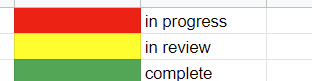 in progress
in review
complete